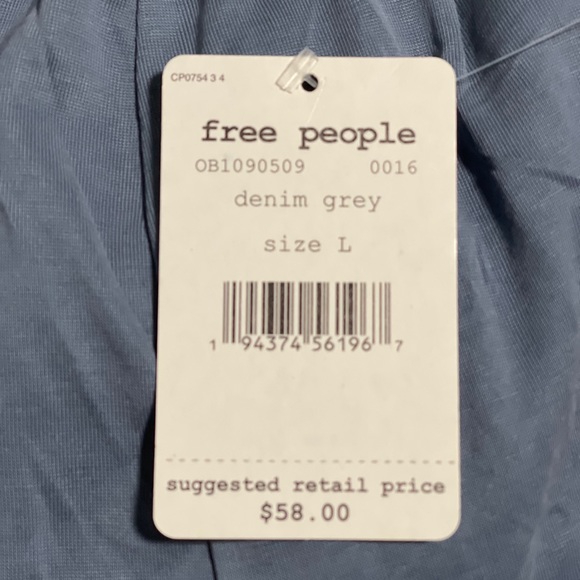 CP0754 3 4
free people
OB1090509 0016
denim grey
size L
1 94374 56196 7
suggested retail price
$58.00